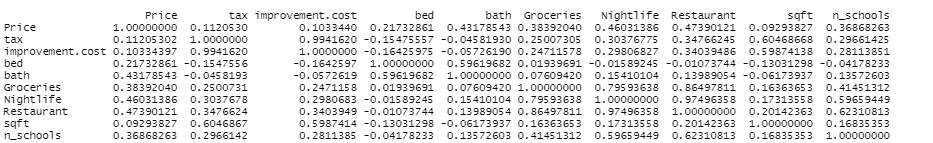 Price tax improvement.cost bed bath Groceries Nightlife Restaurant sqft n_schools
Price 1.00000000 0.1120530 0.1033440 0.21732861 0.43178543 0.38392040 0.46031386 0.47390121 0.09293827 0.36868263
tax 0.11205302 1.0000000 0.9941620 -0.15475557 -0.04581930 0.25007305 0.30376775 0.34766245 0.60468668 0.29661425
improvement.cost 0.10334397 0.9941620 1.0000000 -0.16425975 -0.05726190 0.24711578 0.29806827 0.34039486 0.59874138 0.28113851
bed 0.21732861 -0.1547556 -0.1642597 1.00000000 0.59619682 0.01939691 -0.01589245 -0.01073744 -0.13031298 -0.04178233
bath 0.43178543 -0.0458193 -0.0572619 0.59619682 1.00000000 0.07609420 0.15410104 0.13989054 -0.06173937 0.13572603
Groceries 0.38392040 0.2500731 0.2471158 0.01939691 0.07609420 1.00000000 0.79593638 0.86497811 0.16363653 0.41451312
Nightlife 0.46031386 0.3037678 0.2980683 -0.01589245 0.15410104 0.79593638 1.00000000 0.97496358 0.17313558 0.59659449
Restaurant 0.47390121 0.3476624 0.3403949 -0.01073744 0.13989054 0.86497811 0.97496358 1.00000000 0.20142363 0.62310813
sqft 0.09293827 0.6046867 0.5987414 -0.13031298 -0.06173937 0.16363653 0.17313558 0.20142363 1.00000000 0.16835353
n_schools 0.36868263 0.2966142 0.2811385 -0.04178233 0.13572603 0.41451312 0.59659449 0.62310813 0.16835353 1.00000000